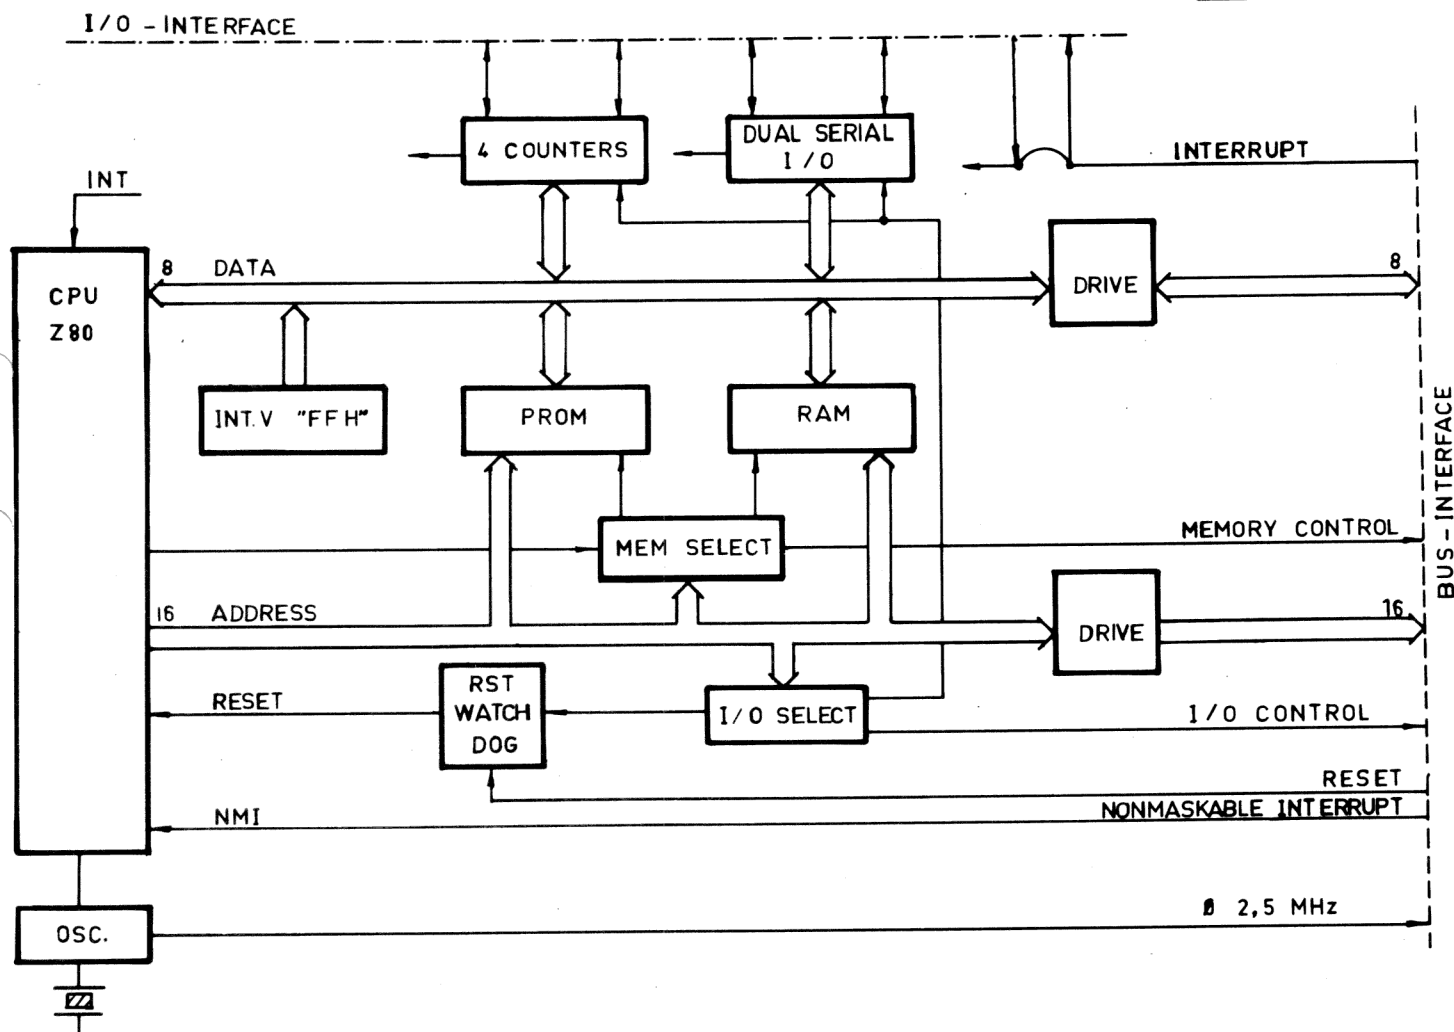 I/O - INTERFACE
4 COUNTERS
DUAL SERIAL
I/O
INTERRUPT
INT
CPU
Z80
8 DATA
DRIVE
8
INT.V "FFH"
PROM
RAM
MEM SELECT
MEMORY CONTROL
BUS-INTERFACE
16 ADDRESS
DRIVE
16
RESET
RST
WATCH
DOG
I/O SELECT
I/O CONTROL
RESET
NMI
NONMASKABLE INTERRUPT
OSC.
2,5 MHz